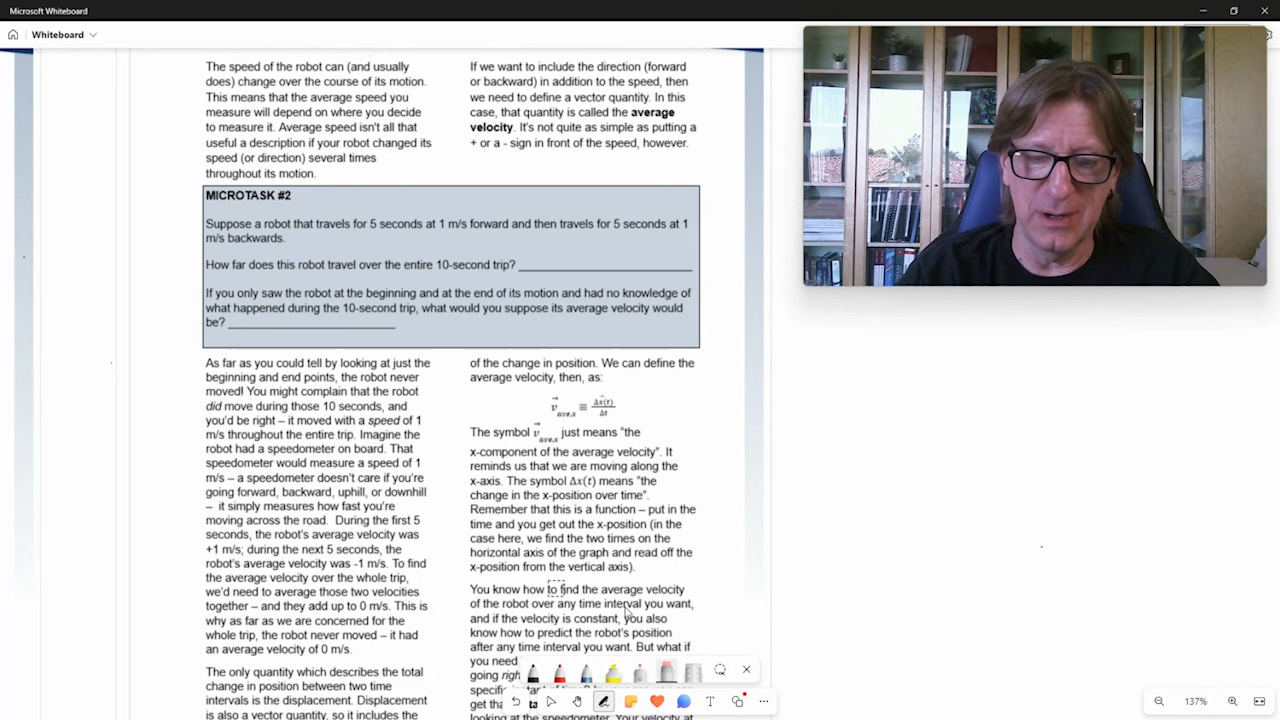 Microsoft Whiteboard
Whiteboard
The speed of the robot can (and usually
does) change over the course of its motion.
This means that the average speed you
measure will depend on where you decide
to measure it. Average speed isn't all that
useful a description if your robot changed its
speed (or direction) several times
throughout its motion.
If we want to include the direction (forward
or backward) in addition to the speed, then
we need to define a vector quantity. In this
case, that quantity is called the average
velocity. It's not quite as simple as putting a
+ or a - sign in front of the speed, however.
MICROTASK #2
Suppose a robot that travels for 5 seconds at 1 m/s forward and then travels for 5 seconds at 1
m/s backwards.
How far does this robot travel over the entire 10-second trip? ____
If you only saw the robot at the beginning and at the end of its motion and had no knowledge of
what happened during the 10-second trip, what would you suppose its average velocity would
be? ____
As far as you could tell by looking at just the
beginning and end points, the robot never
moved! You might complain that the robot
did move during those 10 seconds, and
you'd be right – it moved with a speed of 1
m/s throughout the entire trip. Imagine the
robot had a speedometer on board. That
speedometer would measure a speed of 1
m/s – a speedometer doesn't care if you're
going forward, backward, uphill, or downhill
– it simply measures how fast you're
moving across the road. During the first 5
seconds, the robot's average velocity was
+1 m/s; during the next 5 seconds, the
robot's average velocity was -1 m/s. To find
the average velocity over the whole trip,
we'd need to average those two velocities
together – and they add up to 0 m/s. This is
why as far as we are concerned for the
whole trip, the robot never moved – it had
an average velocity of 0 m/s.
The only quantity which describes the total
change in position between two time
intervals is the displacement. Displacement
is also a vector quantity, so it includes the
of the change in position. We can define the
average velocity, then, as:
v⃗ ave,x ≡ Δx⃗(t) / Δt
The symbol v⃗ ave,x just means "the
x-component of the average velocity". It
reminds us that we are moving along the
x-axis. The symbol Δx(t) means "the
change in the x-position over time".
Remember that this is a function – put in the
time and you get out the x-position (in the
case here, we find the two times on the
horizontal axis of the graph and read off the
x-position from the vertical axis).
You know how to find the average velocity
of the robot over any time interval you want,
and if the velocity is constant, you also
know how to predict the robot's position
after any time interval you want. But what if
you need
going righ
specifi
get tha
looking at the speedometer. Your velocity at
137%